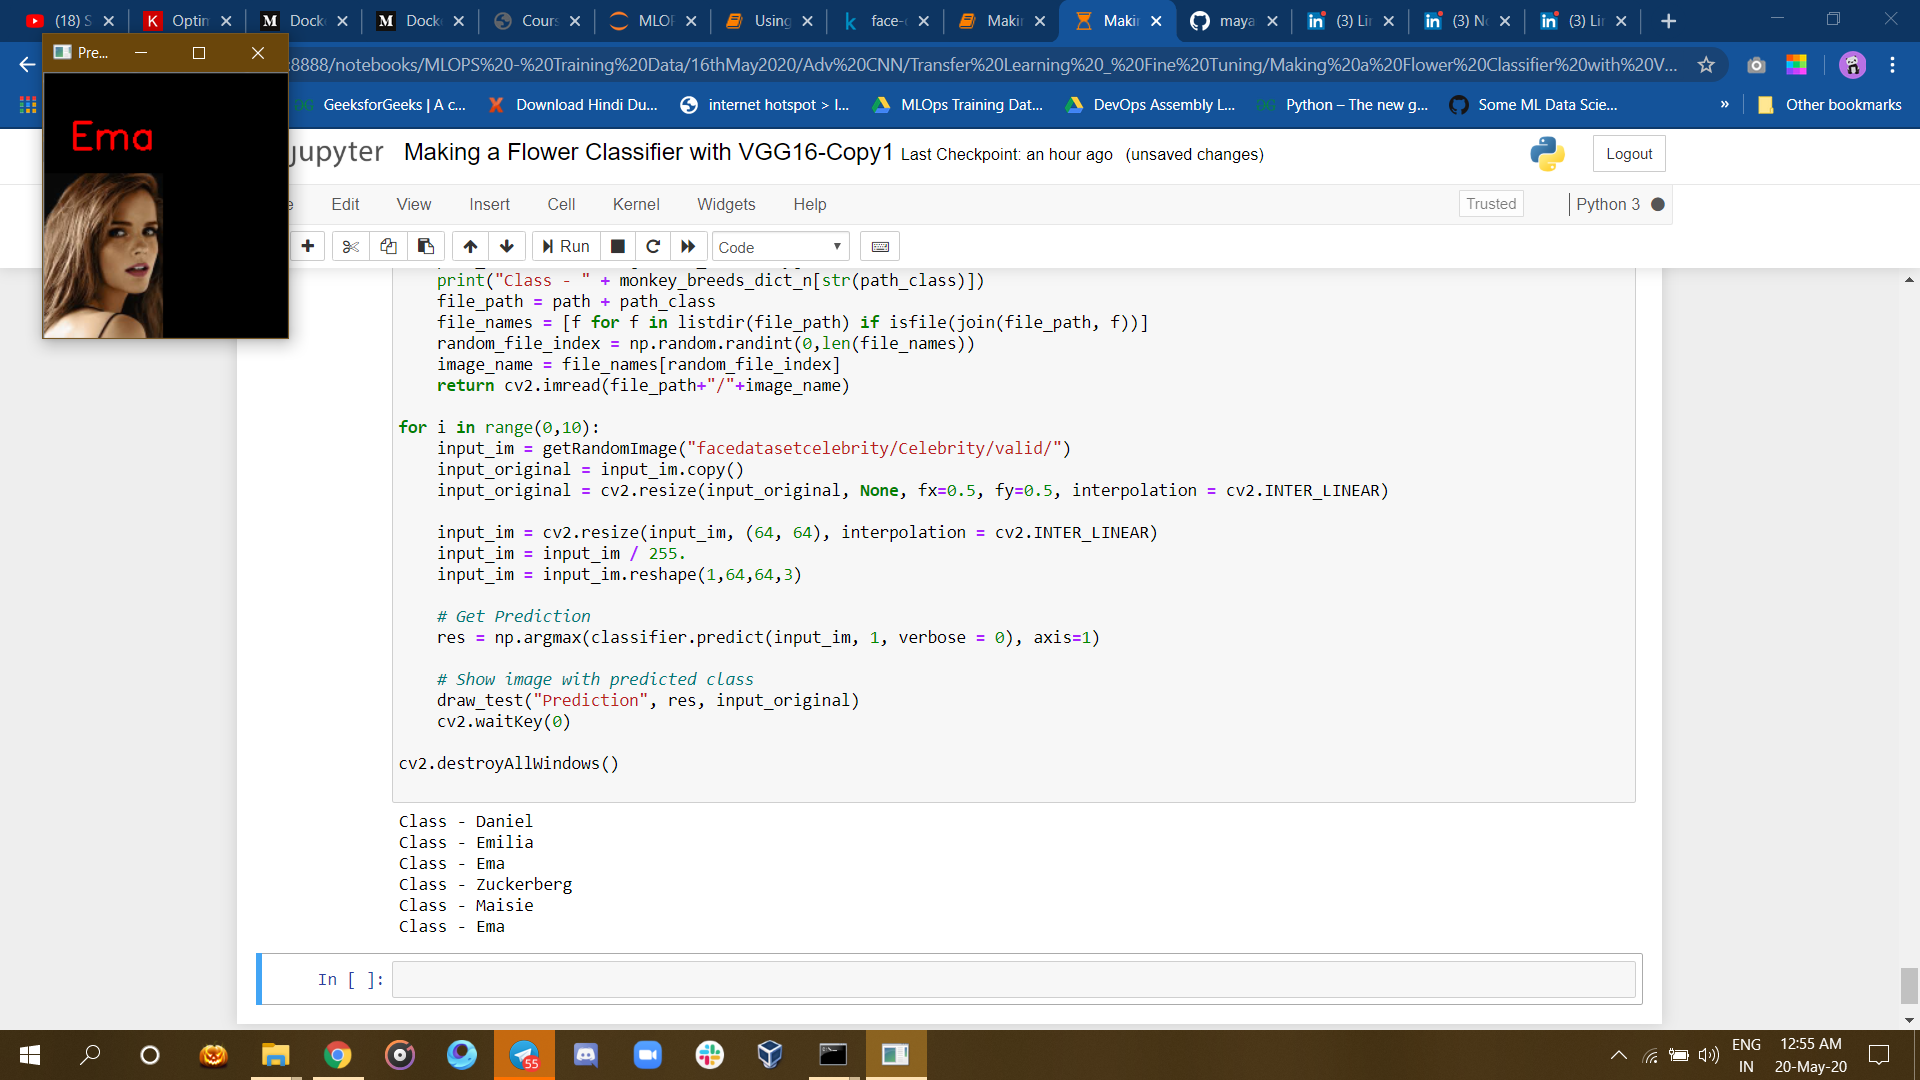 (18) S
Optim
Dock
Dock
Cours
MLOP
Using
face-
Makin
Makin
maya
(3) Lin
(3) N
(3) Lin
Pre...
:8888/notebooks/MLOPS%20-%20Training%20Data/16thMay2020/Adv%20CNN/Transfer%20Learning%20_%20Fine%20Tuning/Making%20a%20Flower%20Classifier%20with%20V...
GeeksforGeeks | A c...
Download Hindi Du...
internet hotspot > I...
MLOps Training Dat...
DevOps Assembly L...
Python – The new g...
Some ML Data Scie...
»
Other bookmarks
Ema
jupyter
Making a Flower Classifier with VGG16-Copy1 Last Checkpoint: an hour ago (unsaved changes)
Logout
e
Edit
View
Insert
Cell
Kernel
Widgets
Help
Trusted
Python 3
Run
Code
print("Class - " + monkey_breeds_dict_n[str(path_class)])
file_path = path + path_class
file_names = [f for f in listdir(file_path) if isfile(join(file_path, f))]
random_file_index = np.random.randint(0,len(file_names))
image_name = file_names[random_file_index]
return cv2.imread(file_path+"/"+image_name)
for i in range(0,10):
input_im = getRandomImage("facedatasetcelebrity/Celebrity/valid/")
input_original = input_im.copy()
input_original = cv2.resize(input_original, None, fx=0.5, fy=0.5, interpolation = cv2.INTER_LINEAR)
input_im = cv2.resize(input_im, (64, 64), interpolation = cv2.INTER_LINEAR)
input_im = input_im / 255.
input_im = input_im.reshape(1,64,64,3)
# Get Prediction
res = np.argmax(classifier.predict(input_im, 1, verbose = 0), axis=1)
# Show image with predicted class
draw_test("Prediction", res, input_original)
cv2.waitKey(0)
cv2.destroyAllWindows()
Class - Daniel
Class - Emilia
Class - Ema
Class - Zuckerberg
Class - Maisie
Class - Ema
In [ ]:
55
ENG
IN
12:55 AM
20-May-20